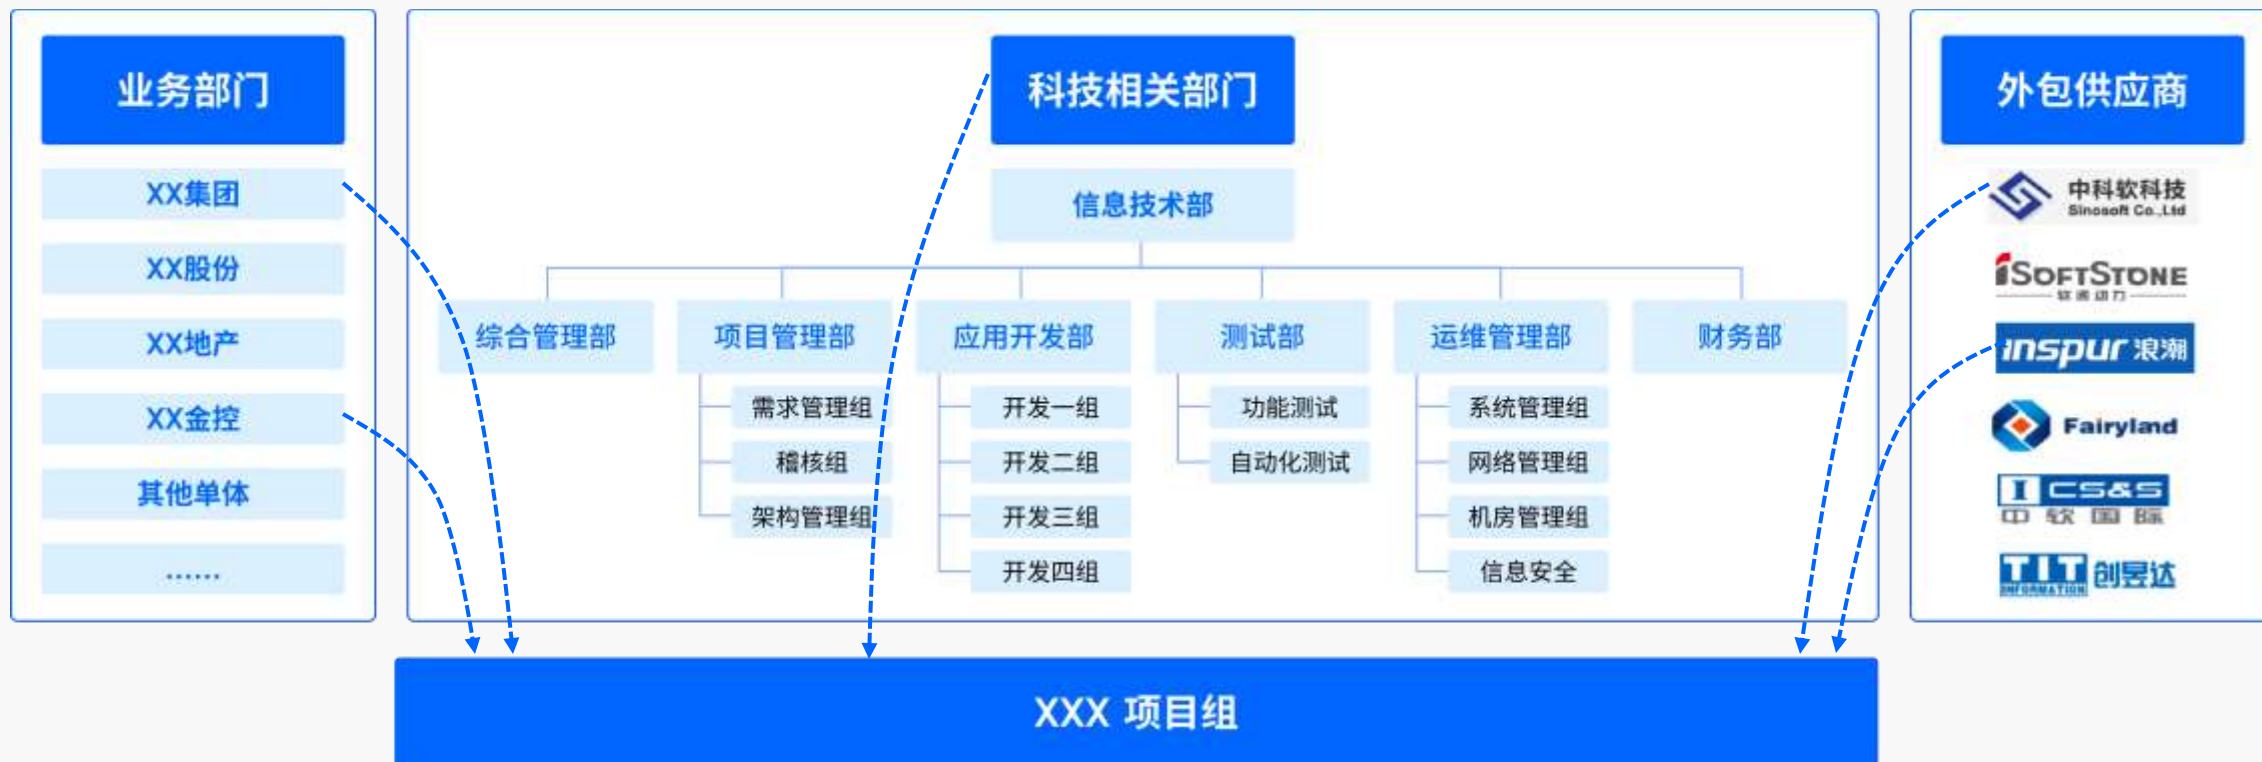 业务部门
XX集团
XX股份
XX地产
XX金控
其他单体
......
科技相关部门
信息技术部
综合管理部
项目管理部
需求管理组
稽核组
架构管理组
应用开发部
开发一组
开发二组
开发三组
开发四组
测试部
功能测试
自动化测试
运维管理部
系统管理组
网络管理组
机房管理组
信息安全
财务部
外包供应商
中科软科技
Sinosoft Co.,Ltd
iSOFTSTONE
软通动力
inspur 浪潮
Fairyland
I CS&S
中软国际
TIT 创昱达
INFORMATION
XXX 项目组